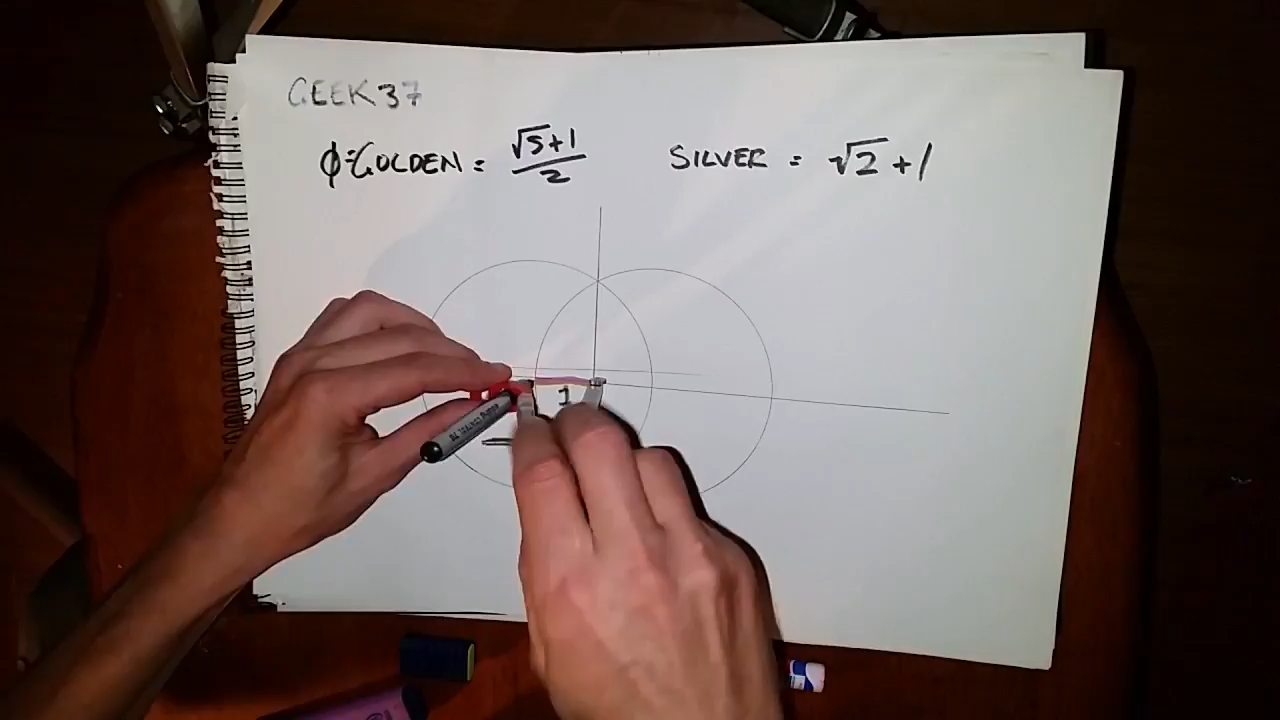 GEEK37
φ=GOLDEN = √5+1/2
SILVER = √2+1
1